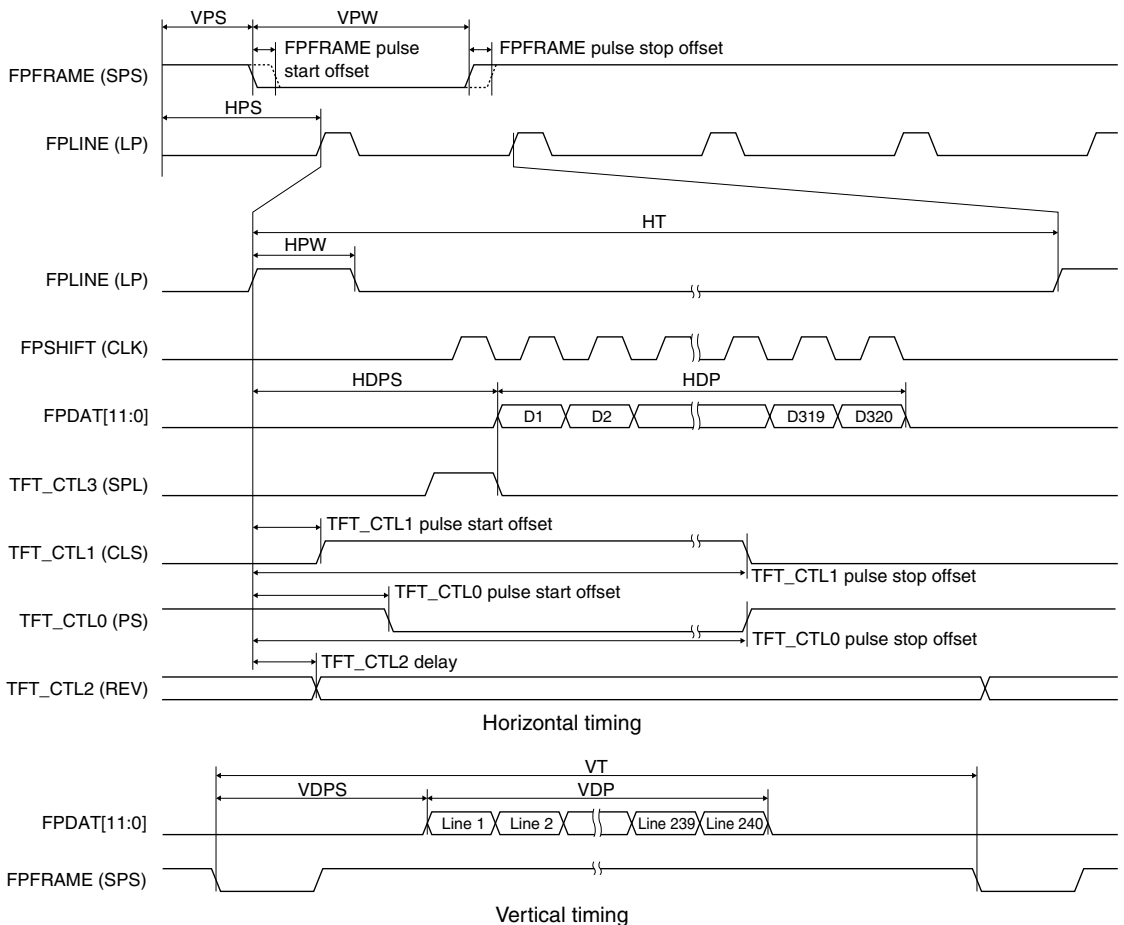 VPS VPW
FPFRAME pulse start offset
FPFRAME pulse stop offset
FPFRAME (SPS)
HPS
FPLINE (LP)
HT
HPW
FPLINE (LP)
FPSHIFT (CLK)
HDPS HDP
FPDAT[11:0] D1 D2 D319 D320
TFT_CTL3 (SPL)
TFT_CTL1 pulse start offset
TFT_CTL1 (CLS)
TFT_CTL1 pulse stop offset
TFT_CTL0 pulse start offset
TFT_CTL0 (PS)
TFT_CTL0 pulse stop offset
TFT_CTL2 delay
TFT_CTL2 (REV)
Horizontal timing
VT
VDPS VDP
FPDAT[11:0] Line 1 Line 2 Line 239 Line 240
FPFRAME (SPS)
Vertical timing